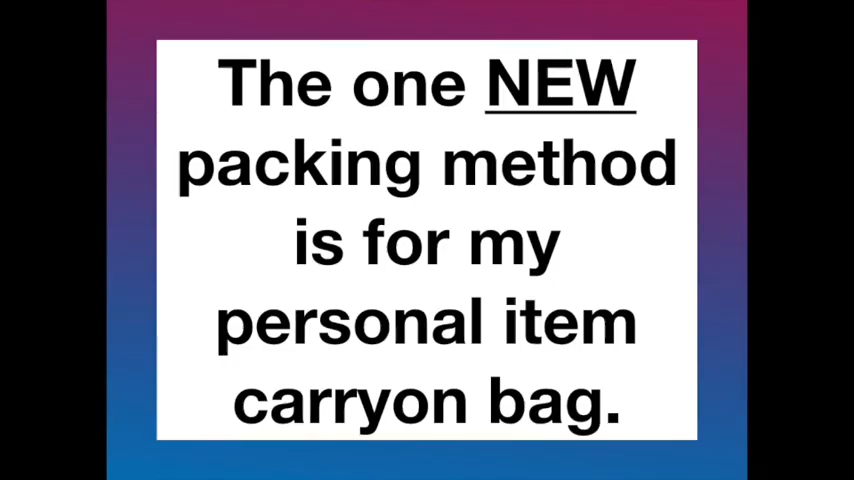 The one NEW
packing method
is for my
personal item
carryon bag.